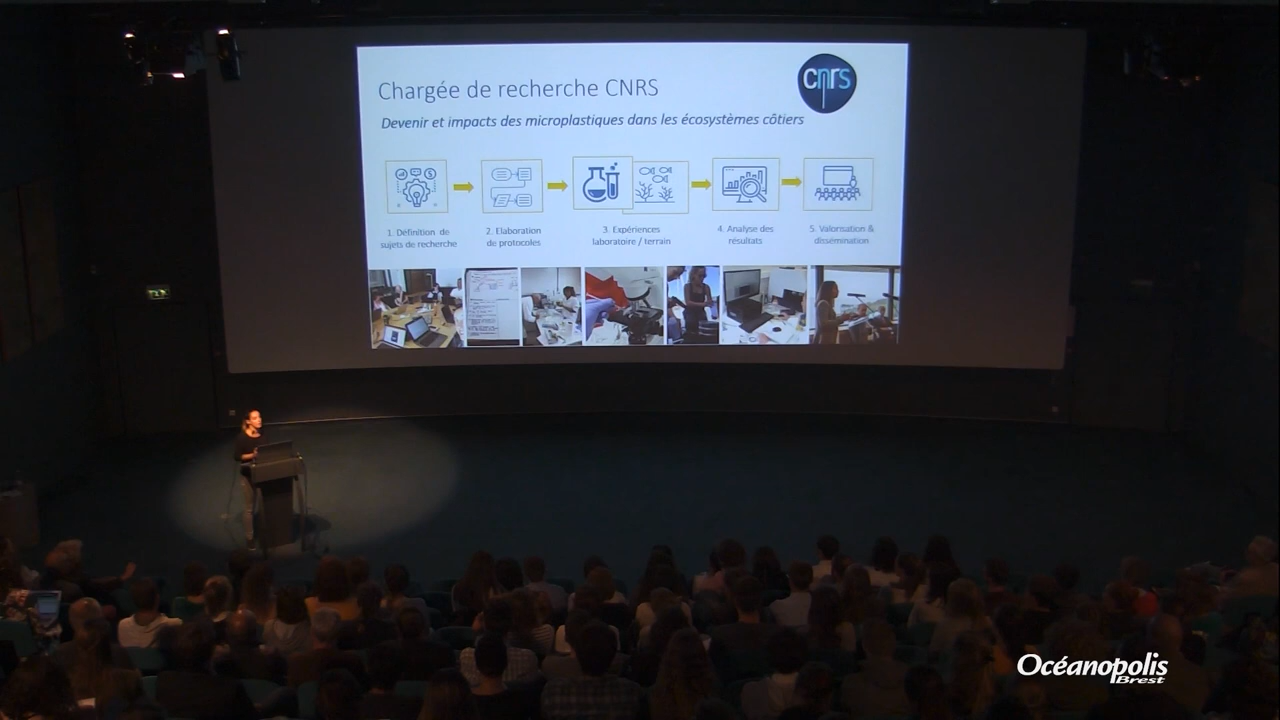 Chargée de recherche CNRS
cnrs
Devenir et impacts des microplastiques dans les écosystèmes côtiers
1. Définition de
sujets de recherche
2. Elaboration
de protocoles
3. Expériences
laboratoire / terrain
4. Analyse des
résultats
5. Valorisation &
dissémination
Océanopolis
Brest